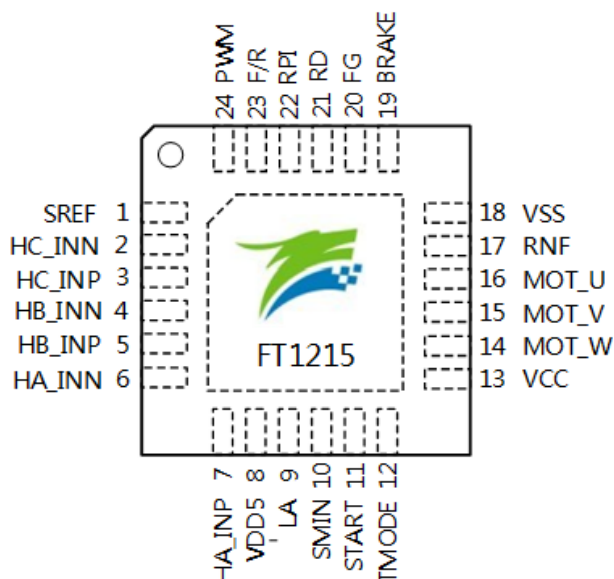 24 PWM
23 F/R
22 RPI
21 RD
20 FG
19 BRAKE
SREF 1
HC_INN 2
HC_INP 3
HB_INN 4
HB_INP 5
HA_INN 6
18 VSS
17 RNF
16 MOT_U
15 MOT_V
14 MOT_W
13 VCC
FT1215
HA_INP 7
VDD5 8
LA 9
SMIN 10
START 11
TMODE 12